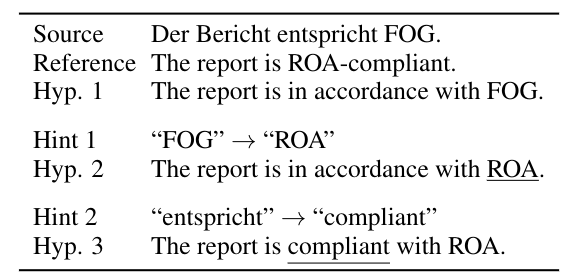 Source Der Bericht entspricht FOG.
Reference The report is ROA-compliant.
Hyp. 1 The report is in accordance with FOG.
Hint 1 “FOG” → “ROA”
Hyp. 2 The report is in accordance with ROA.
Hint 2 “entspricht” → “compliant”
Hyp. 3 The report is compliant with ROA.